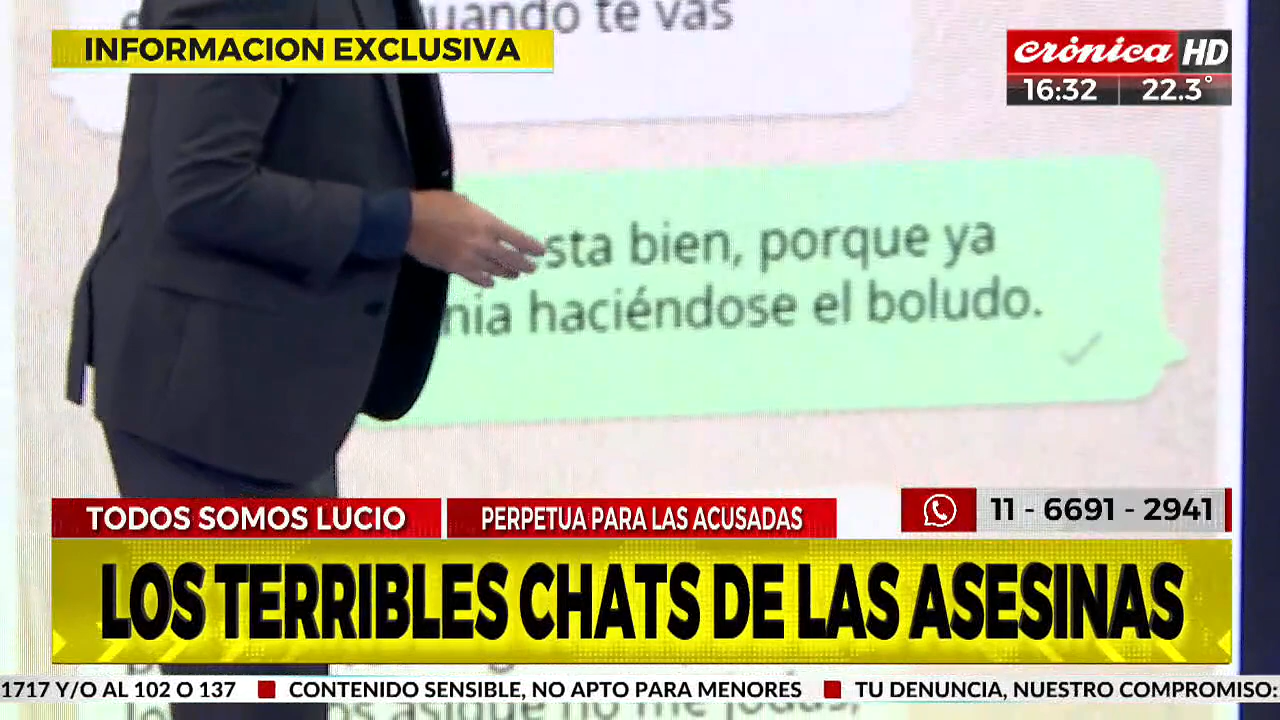 cuando te vas
INFORMACION EXCLUSIVA
crónica HD
16:32 22.3°
sta bien, porque ya
nia haciéndose el boludo.
TODOS SOMOS LUCIO
PERPETUA PARA LAS ACUSADAS
11 - 6691 - 2941
LOS TERRIBLES CHATS DE LAS ASESINAS
1717 Y/O AL 102 O 137 CONTENIDO SENSIBLE, NO APTO PARA MENORES TU DENUNCIA, NUESTRO COMPROMISO: